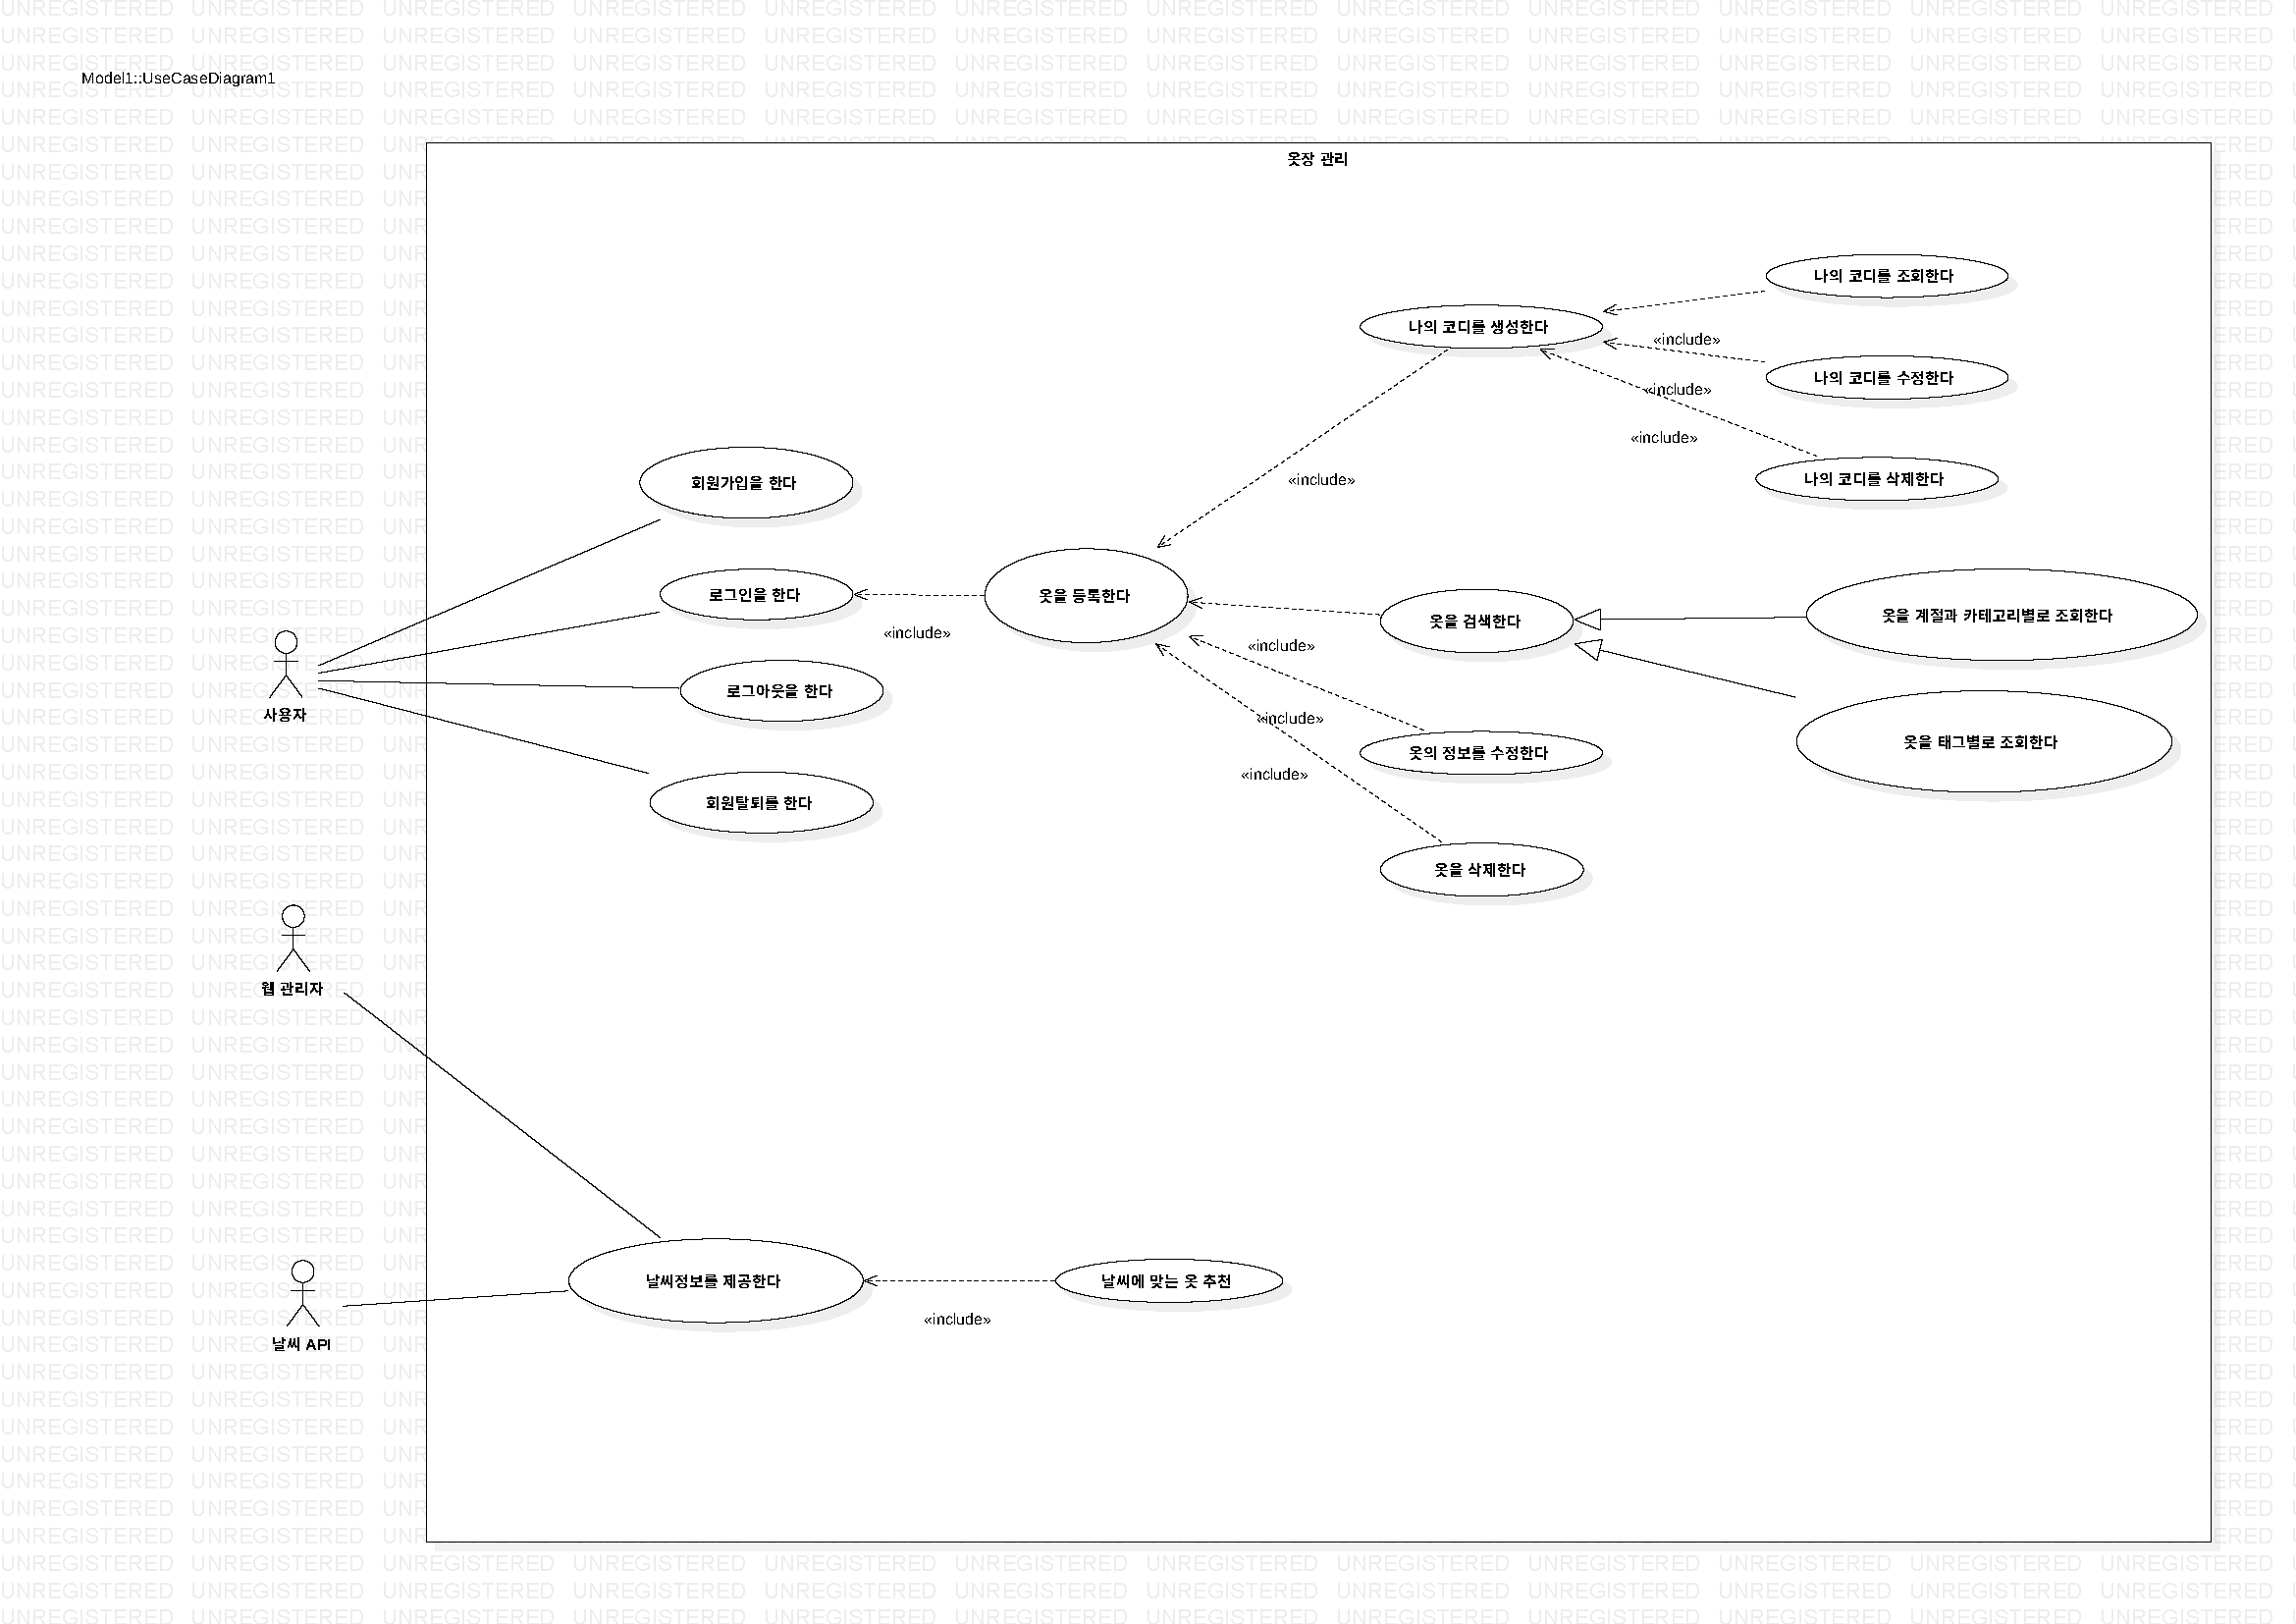 Model1::UseCaseDiagram1
옷장 관리
나의 코디를 조회한다
나의 코디를 생성한다
«include»
나의 코디를 수정한다
«include»
«include»
나의 코디를 삭제한다
«include»
회원가입을 한다
로그인을 한다
«include»
옷을 등록한다
옷을 검색한다
옷을 계절과 카테고리별로 조회한다
«include»
로그아웃을 한다
사용자
«include»
옷의 정보를 수정한다
옷을 태그별로 조회한다
«include»
회원탈퇴를 한다
옷을 삭제한다
웹 관리자
날씨정보를 제공한다
날씨에 맞는 옷 추천
«include»
날씨 API
UNREGISTERED